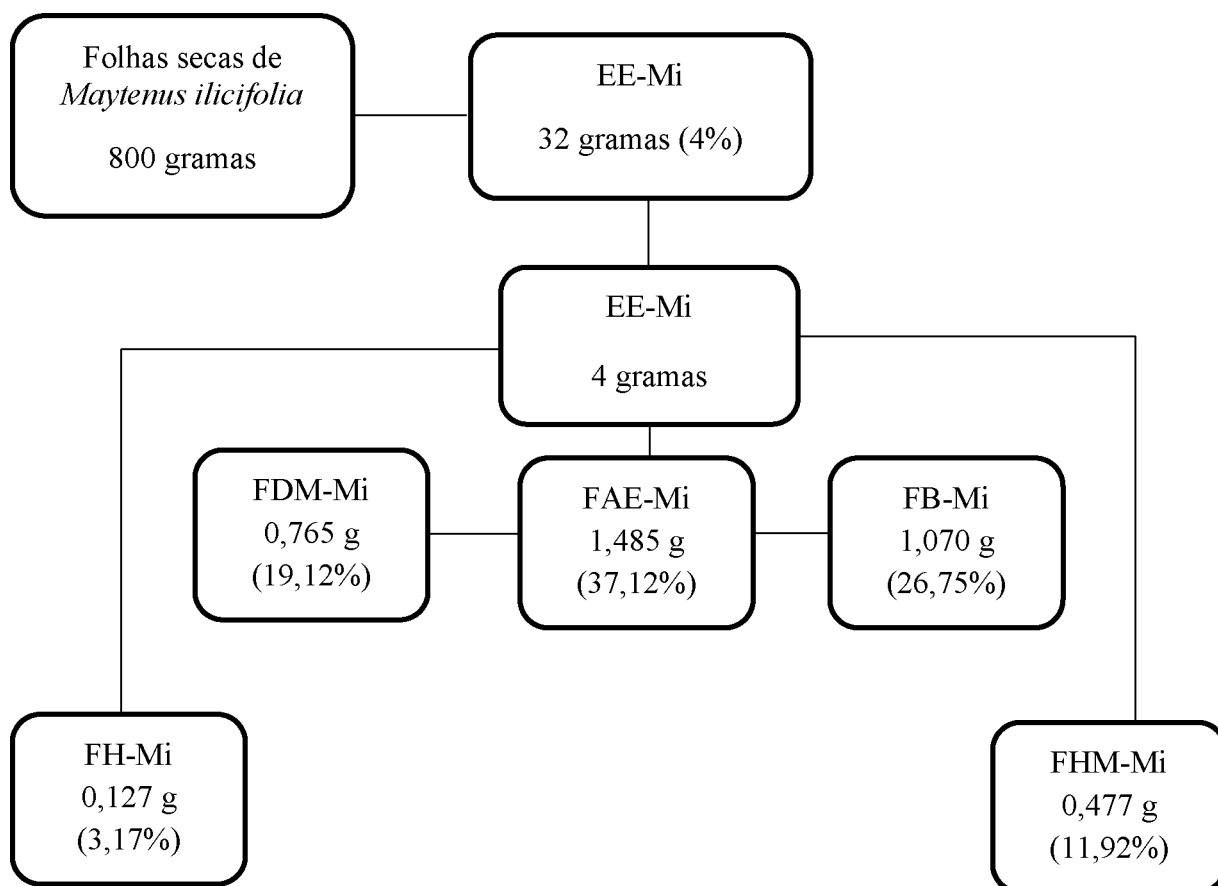 Folhas secas de
Maytenus ilicifolia
800 gramas
EE-Mi
32 gramas (4%)
EE-Mi
4 gramas
FDM-Mi
0,765 g
(19,12%)
FAE-Mi
1,485 g
(37,12%)
FB-Mi
1,070 g
(26,75%)
FH-Mi
0,127 g
(3,17%)
FHM-Mi
0,477 g
(11,92%)